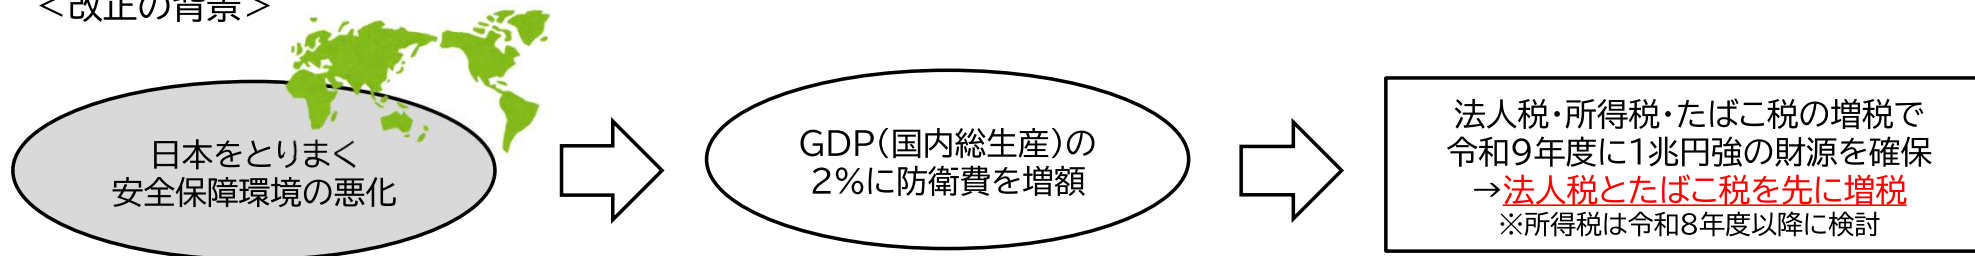 ＜改正の背景＞
日本をとりまく
安全保障環境の悪化
GDP（国内総生産）の
2％に防衛費を増額
法人税・所得税・たばこ税の増税で
令和9年度に1兆円強の財源を確保
→法人税とたばこ税を先に増税
※所得税は令和8年度以降に検討